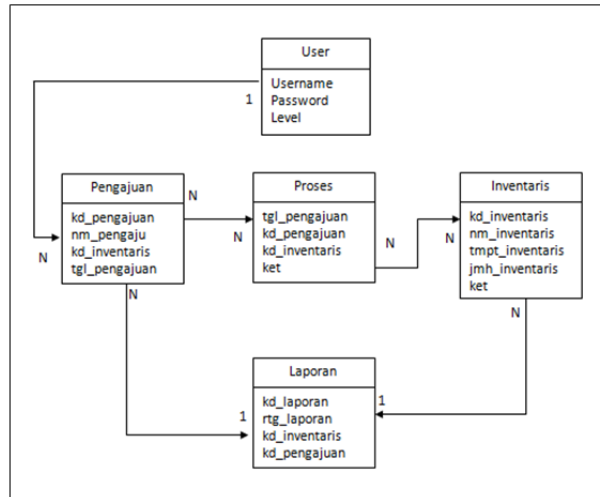 User
Username
Password
Level
1
Pengajuan
kd_pengajuan
nm_pengaju
kd_inventaris
tgl_pengajuan
N
N
N
N
Proses
tgl_pengajuan
kd_pengajuan
kd_inventaris
ket
N
N
Inventaris
kd_inventaris
nm_inventaris
tmpt_inventaris
jmh_inventaris
ket
N
Laporan
kd_laporan
rtg_laporan
kd_inventaris
kd_pengajuan
1
1